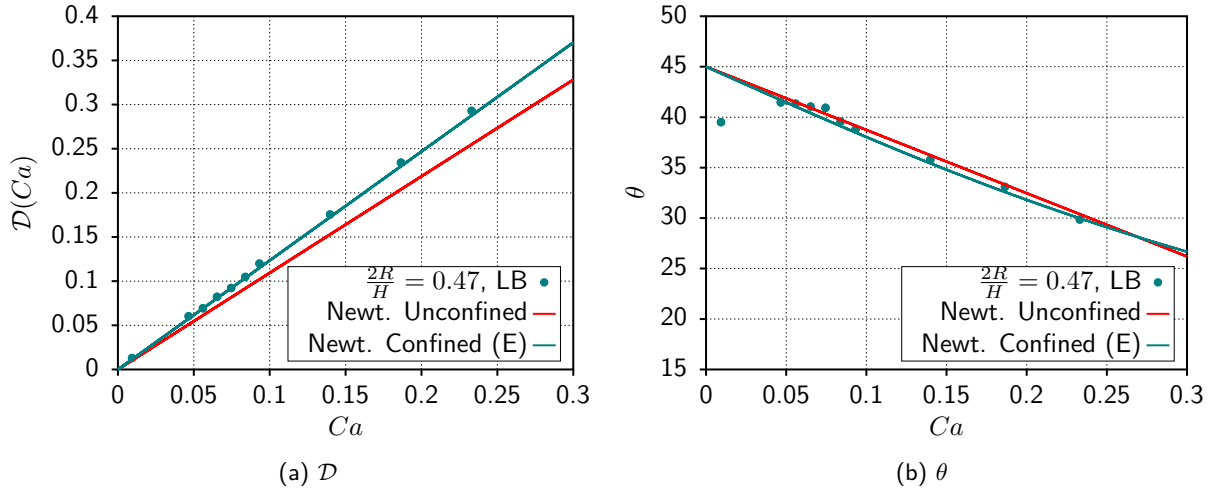 0.4
0.35
0.3
0.25
0.2
0.15
0.1
0.05
0
𝒟(Ca)
0 0.05 0.1 0.15 0.2 0.25 0.3
Ca
2R/H = 0.47, LB
Newt. Unconfined
Newt. Confined (E)
(a) 𝒟
50
45
40
35
30
25
20
15
θ
0 0.05 0.1 0.15 0.2 0.25 0.3
Ca
2R/H = 0.47, LB
Newt. Unconfined
Newt. Confined (E)
(b) θ